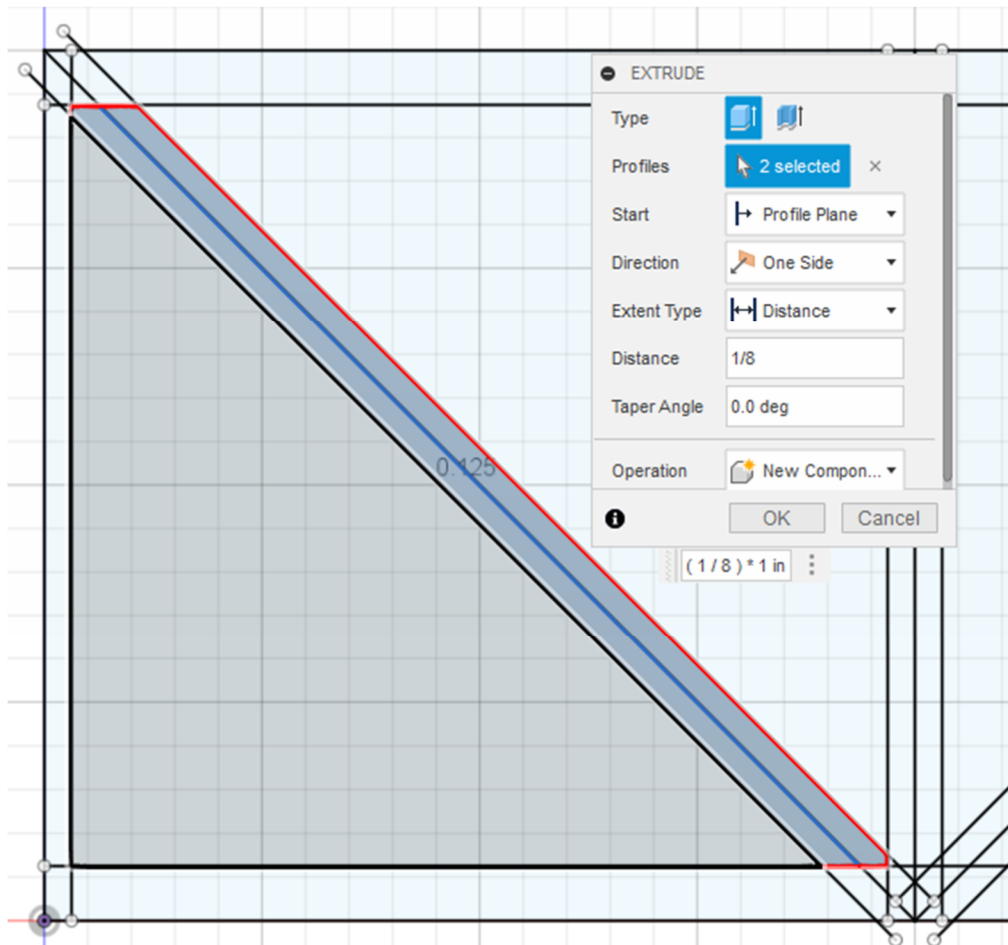 EXTRUDE
Type
Profiles 2 selected ×
Start Profile Plane
Direction One Side
Extent Type Distance
Distance 1/8
Taper Angle 0.0 deg
Operation New Compon...
OK Cancel
0.125
( 1 / 8 ) * 1 in